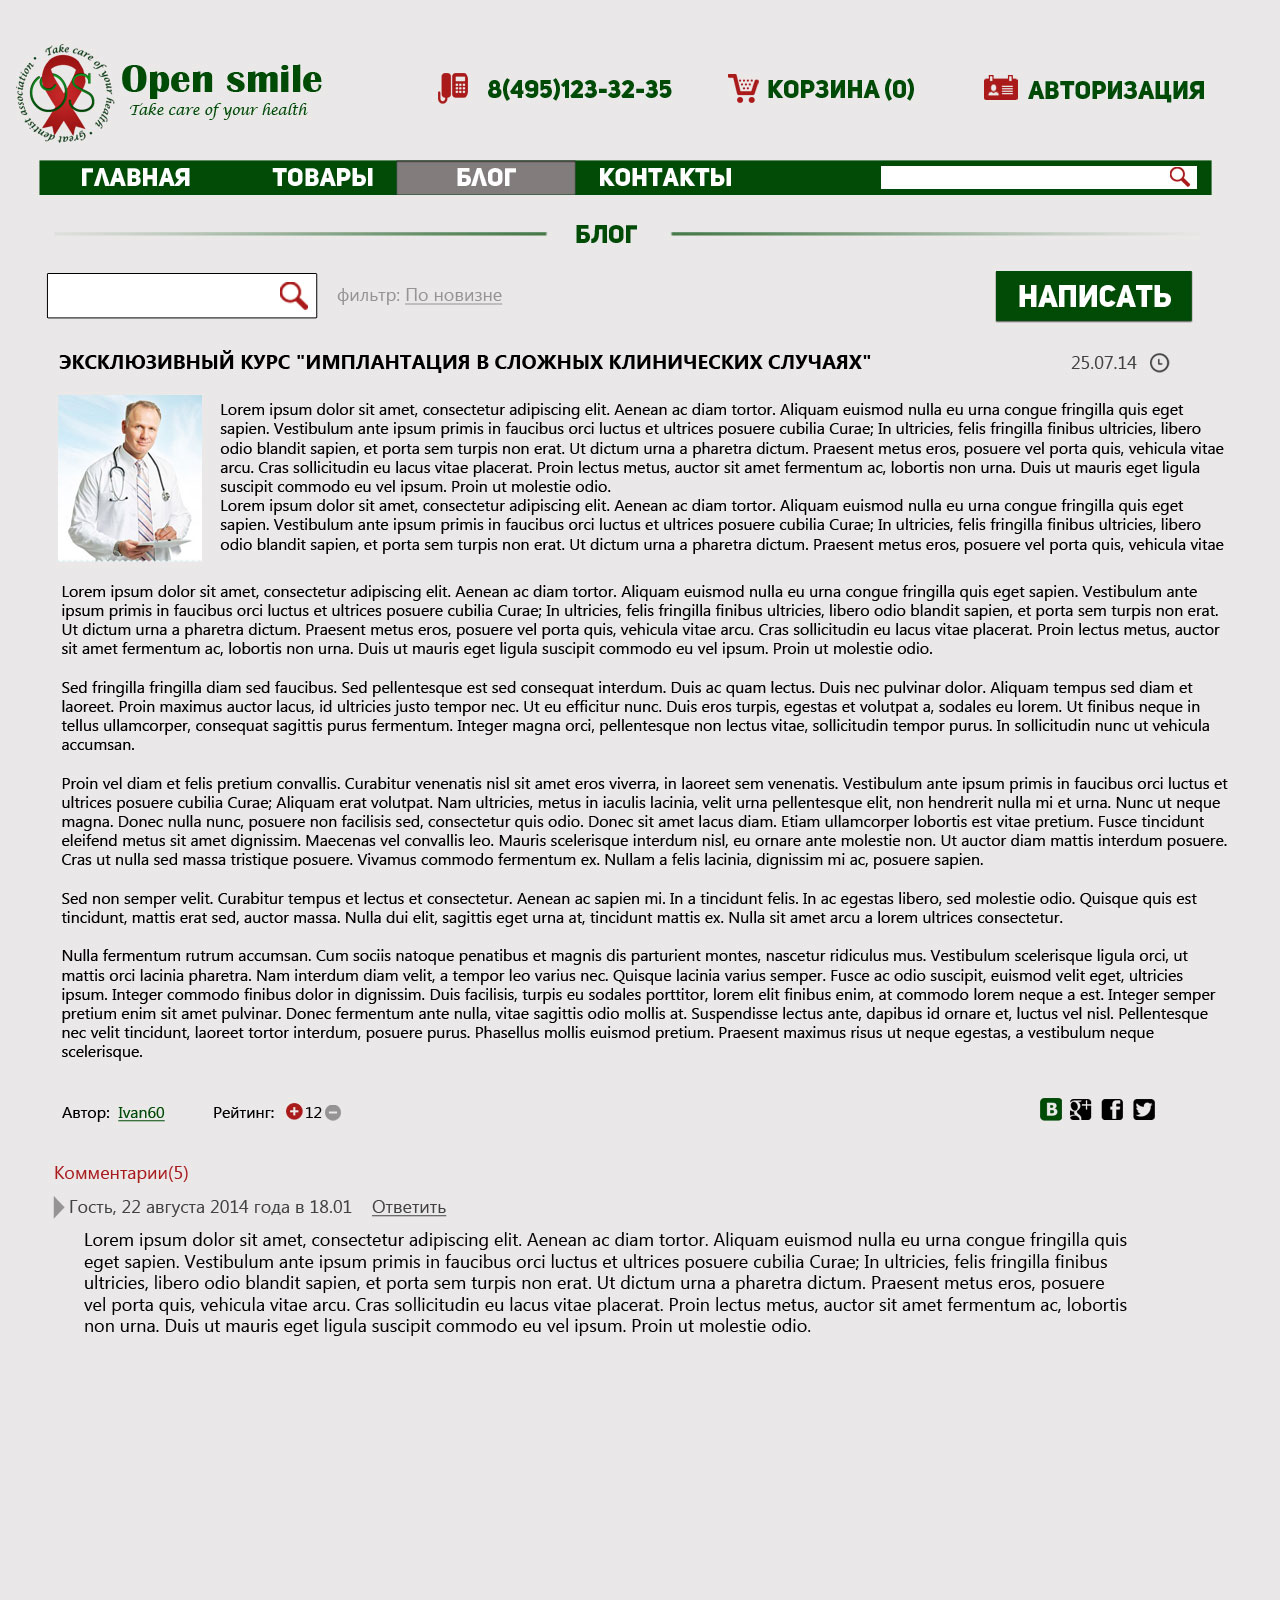 Take care of your health • Great dentist association •
Open smile
Take care of your health
8(495)123-32-35
КОРЗИНА (0)
АВТОРИЗАЦИЯ
ГЛАВНАЯ ТОВАРЫ БЛОГ КОНТАКТЫ
БЛОГ
фильтр: По новизне
НАПИСАТЬ
ЭКСКЛЮЗИВНЫЙ КУРС "ИМПЛАНТАЦИЯ В СЛОЖНЫХ КЛИНИЧЕСКИХ СЛУЧАЯХ"
25.07.14
Lorem ipsum dolor sit amet, consectetur adipiscing elit. Aenean ac diam tortor. Aliquam euismod nulla eu urna congue fringilla quis eget
sapien. Vestibulum ante ipsum primis in faucibus orci luctus et ultrices posuere cubilia Curae; In ultricies, felis fringilla finibus ultricies, libero
odio blandit sapien, et porta sem turpis non erat. Ut dictum urna a pharetra dictum. Praesent metus eros, posuere vel porta quis, vehicula vitae
arcu. Cras sollicitudin eu lacus vitae placerat. Proin lectus metus, auctor sit amet fermentum ac, lobortis non urna. Duis ut mauris eget ligula
suscipit commodo eu vel ipsum. Proin ut molestie odio.
Lorem ipsum dolor sit amet, consectetur adipiscing elit. Aenean ac diam tortor. Aliquam euismod nulla eu urna congue fringilla quis eget
sapien. Vestibulum ante ipsum primis in faucibus orci luctus et ultrices posuere cubilia Curae; In ultricies, felis fringilla finibus ultricies, libero
odio blandit sapien, et porta sem turpis non erat. Ut dictum urna a pharetra dictum. Praesent metus eros, posuere vel porta quis, vehicula vitae
Lorem ipsum dolor sit amet, consectetur adipiscing elit. Aenean ac diam tortor. Aliquam euismod nulla eu urna congue fringilla quis eget sapien. Vestibulum ante
ipsum primis in faucibus orci luctus et ultrices posuere cubilia Curae; In ultricies, felis fringilla finibus ultricies, libero odio blandit sapien, et porta sem turpis non erat.
Ut dictum urna a pharetra dictum. Praesent metus eros, posuere vel porta quis, vehicula vitae arcu. Cras sollicitudin eu lacus vitae placerat. Proin lectus metus, auctor
sit amet fermentum ac, lobortis non urna. Duis ut mauris eget ligula suscipit commodo eu vel ipsum. Proin ut molestie odio.
Sed fringilla fringilla diam sed faucibus. Sed pellentesque est sed consequat interdum. Duis ac quam lectus. Duis nec pulvinar dolor. Aliquam tempus sed diam et
laoreet. Proin maximus auctor lacus, id ultricies justo tempor nec. Ut eu efficitur nunc. Duis eros turpis, egestas et volutpat a, sodales eu lorem. Ut finibus neque in
tellus ullamcorper, consequat sagittis purus fermentum. Integer magna orci, pellentesque non lectus vitae, sollicitudin tempor purus. In sollicitudin nunc ut vehicula
accumsan.
Proin vel diam et felis pretium convallis. Curabitur venenatis nisl sit amet eros viverra, in laoreet sem venenatis. Vestibulum ante ipsum primis in faucibus orci luctus et
ultrices posuere cubilia Curae; Aliquam erat volutpat. Nam ultricies, metus in iaculis lacinia, velit urna pellentesque elit, non hendrerit nulla mi et urna. Nunc ut neque
magna. Donec nulla nunc, posuere non facilisis sed, consectetur quis odio. Donec sit amet lacus diam. Etiam ullamcorper lobortis est vitae pretium. Fusce tincidunt
eleifend metus sit amet dignissim. Maecenas vel convallis leo. Mauris scelerisque interdum nisl, eu ornare ante molestie non. Ut auctor diam mattis interdum posuere.
Cras ut nulla sed massa tristique posuere. Vivamus commodo fermentum ex. Nullam a felis lacinia, dignissim mi ac, posuere sapien.
Sed non semper velit. Curabitur tempus et lectus et consectetur. Aenean ac sapien mi. In a tincidunt felis. In ac egestas libero, sed molestie odio. Quisque quis est
tincidunt, mattis erat sed, auctor massa. Nulla dui elit, sagittis eget urna at, tincidunt mattis ex. Nulla sit amet arcu a lorem ultrices consectetur.
Nulla fermentum rutrum accumsan. Cum sociis natoque penatibus et magnis dis parturient montes, nascetur ridiculus mus. Vestibulum scelerisque ligula orci, ut
mattis orci lacinia pharetra. Nam interdum diam velit, a tempor leo varius nec. Quisque lacinia varius semper. Fusce ac odio suscipit, euismod velit eget, ultricies
ipsum. Integer commodo finibus dolor in dignissim. Duis facilisis, turpis eu sodales porttitor, lorem elit finibus enim, at commodo lorem neque a est. Integer semper
pretium enim sit amet pulvinar. Donec fermentum ante nulla, vitae sagittis odio mollis at. Suspendisse lectus ante, dapibus id ornare et, luctus vel nisl. Pellentesque
nec velit tincidunt, laoreet tortor interdum, posuere purus. Phasellus mollis euismod pretium. Praesent maximus risus ut neque egestas, a vestibulum neque
scelerisque.
Автор: Ivan60 Рейтинг: 12
Комментарии(5)
Гость, 22 августа 2014 года в 18.01 Ответить
Lorem ipsum dolor sit amet, consectetur adipiscing elit. Aenean ac diam tortor. Aliquam euismod nulla eu urna congue fringilla quis
eget sapien. Vestibulum ante ipsum primis in faucibus orci luctus et ultrices posuere cubilia Curae; In ultricies, felis fringilla finibus
ultricies, libero odio blandit sapien, et porta sem turpis non erat. Ut dictum urna a pharetra dictum. Praesent metus eros, posuere
vel porta quis, vehicula vitae arcu. Cras sollicitudin eu lacus vitae placerat. Proin lectus metus, auctor sit amet fermentum ac, lobortis
non urna. Duis ut mauris eget ligula suscipit commodo eu vel ipsum. Proin ut molestie odio.